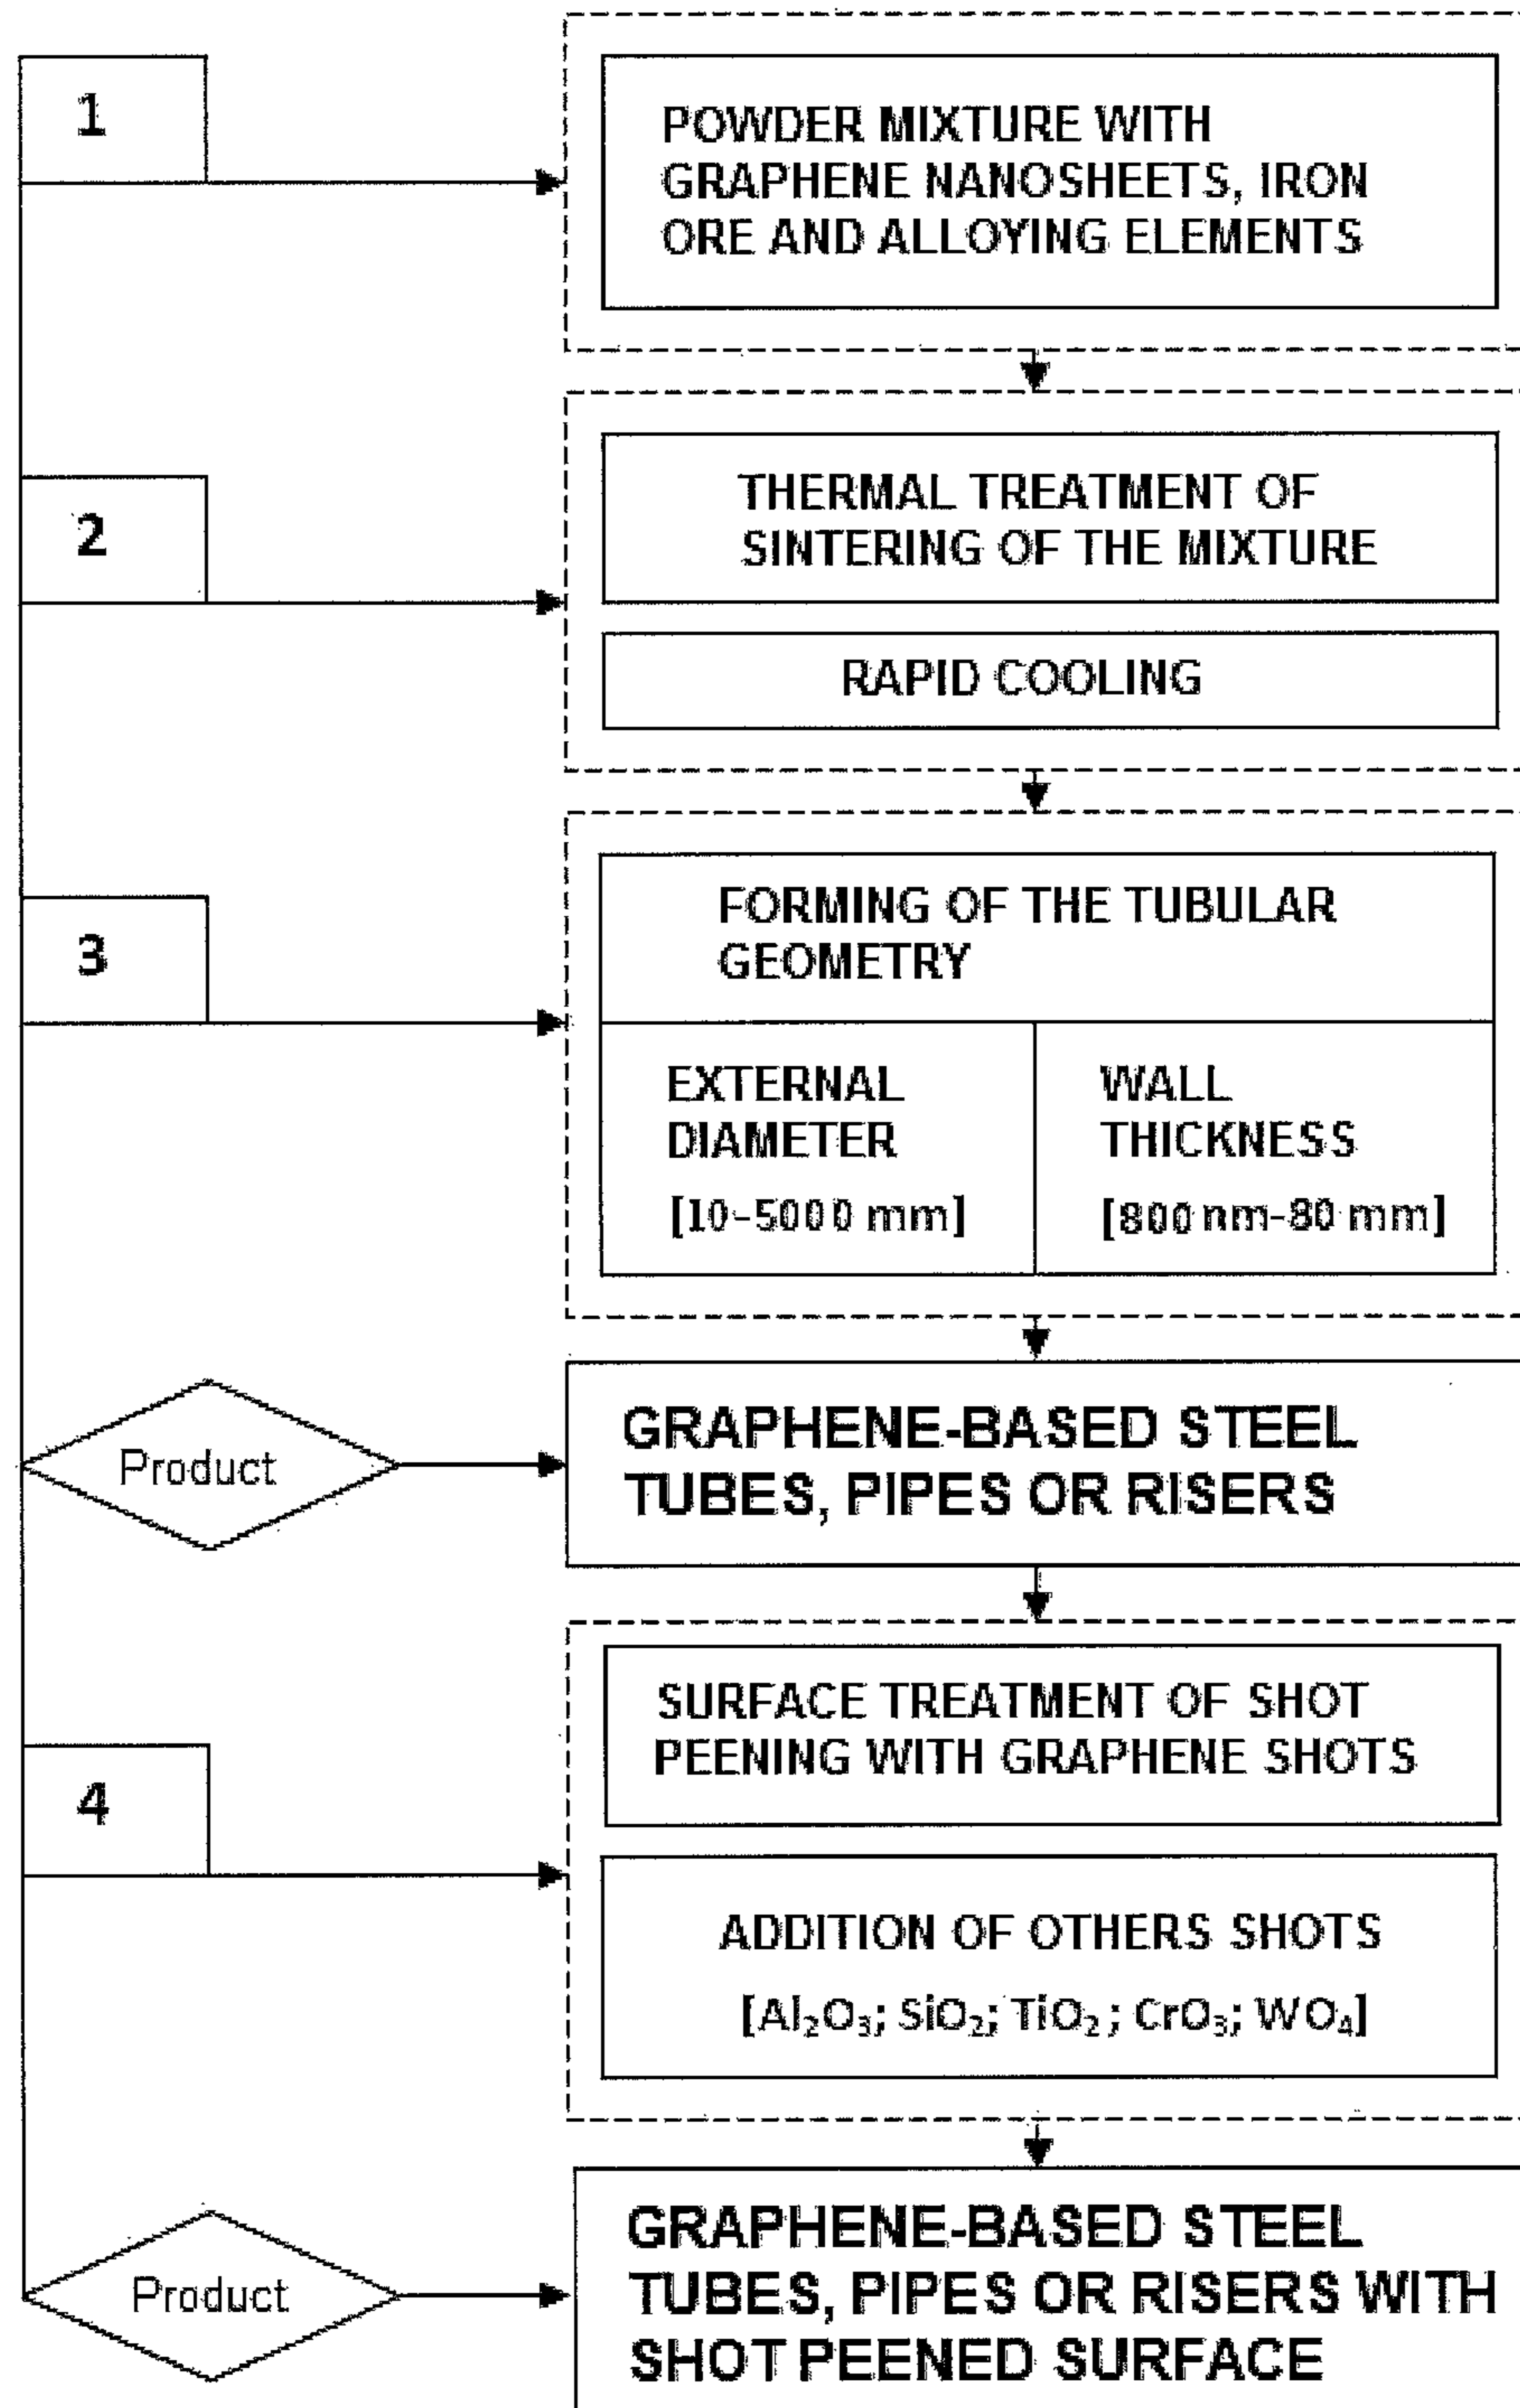 1
POWDER MIXTURE WITH
GRAPHENE NANOSHEETS, IRON
ORE AND ALLOYING ELEMENTS
2
THERMAL TREATMENT OF
SINTERING OF THE MIXTURE
RAPID COOLING
3
FORMING OF THE TUBULAR
GEOMETRY
EXTERNAL
DIAMETER
[10-5000 mm]
WALL
THICKNESS
[800 nm-80 mm]
Product
GRAPHENE-BASED STEEL
TUBES, PIPES OR RISERS
4
SURFACE TREATMENT OF SHOT
PEENING WITH GRAPHENE SHOTS
ADDITION OF OTHERS SHOTS
[Al₂O₃; SiO₂; TiO₂; CrO₃; WO₄]
Product
GRAPHENE-BASED STEEL
TUBES, PIPES OR RISERS WITH
SHOT PEENED SURFACE